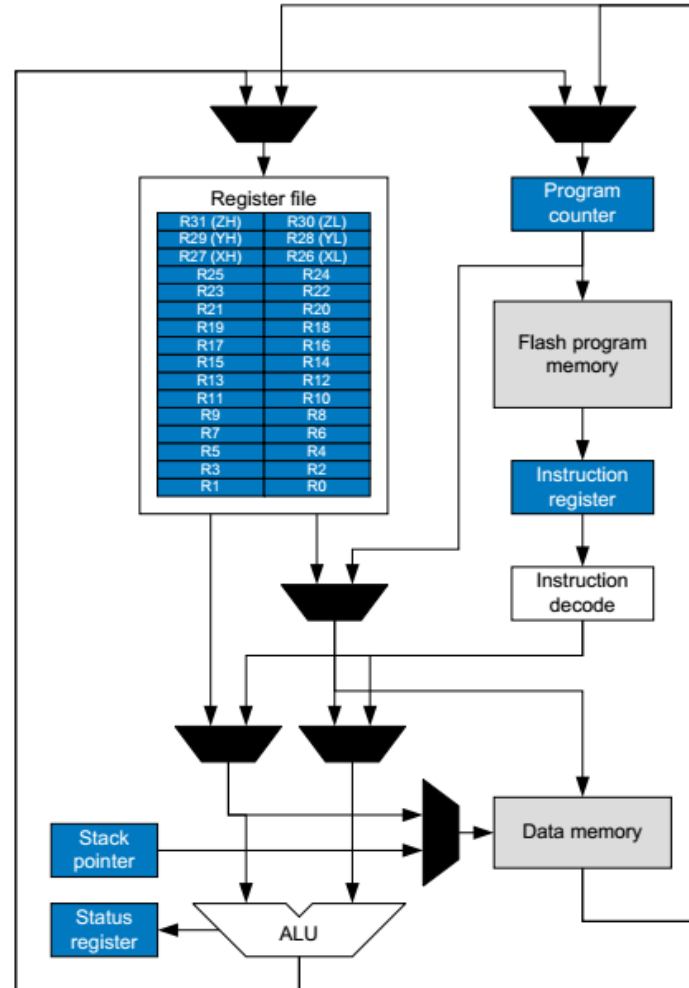 Register file
R31 (ZH) R30 (ZL)
R29 (YH) R28 (YL)
R27 (XH) R26 (XL)
R25 R24
R23 R22
R21 R20
R19 R18
R17 R16
R15 R14
R13 R12
R11 R10
R9 R8
R7 R6
R5 R4
R3 R2
R1 R0
Program
counter
Flash program
memory
Instruction
register
Instruction
decode
Stack
pointer
Data memory
Status
register
ALU